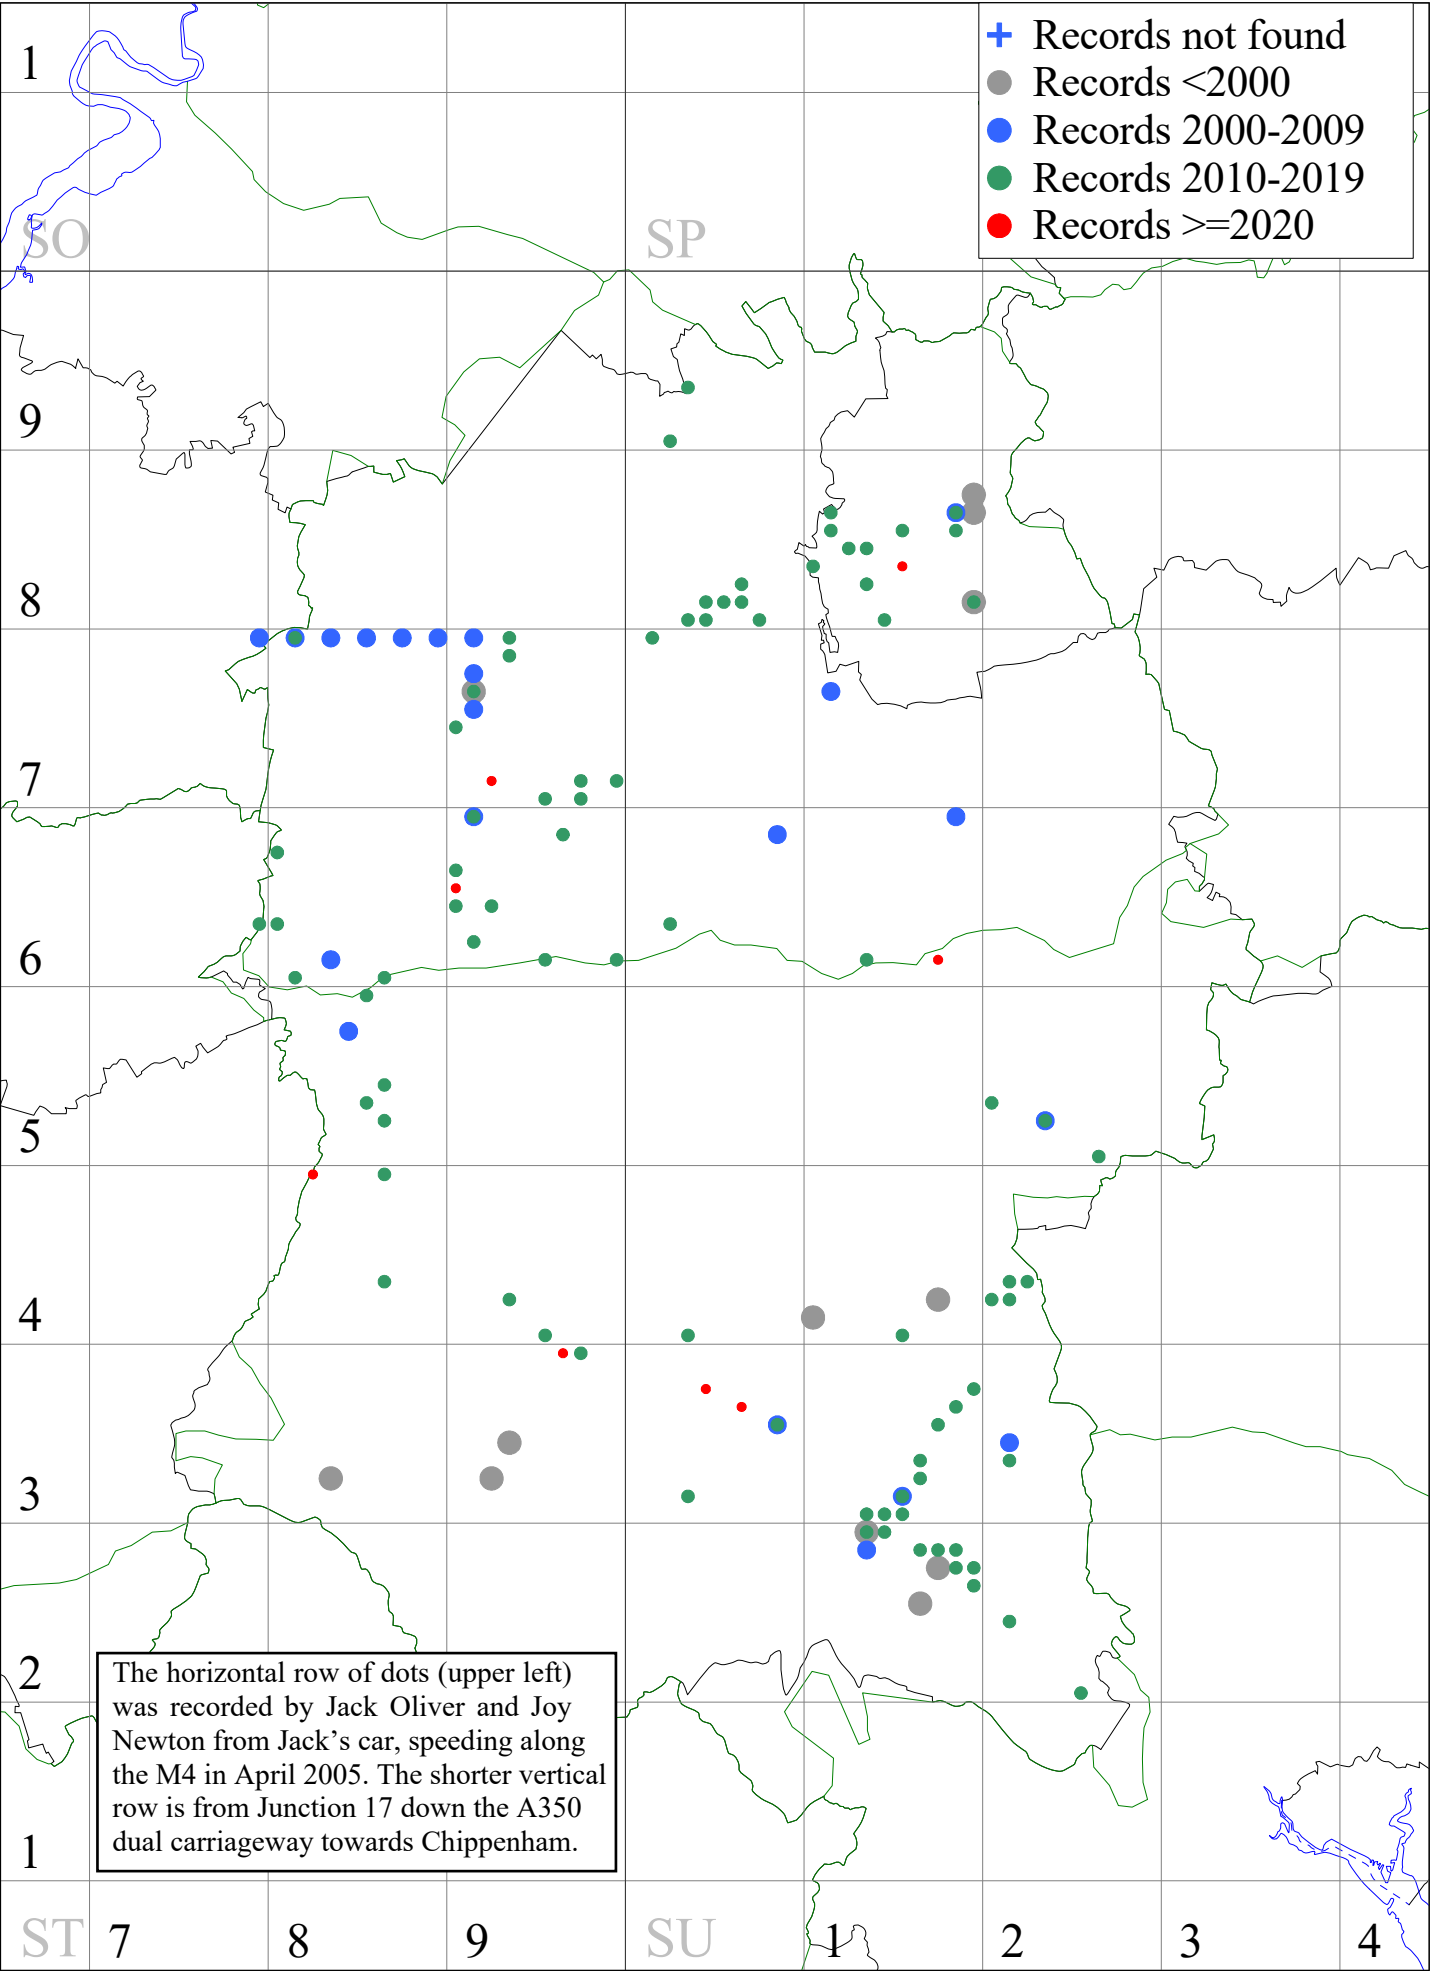 Records not found
Records <2000
Records 2000-2009
Records 2010-2019
Records >=2020
1
SO
SP
9
8
7
6
5
4
3
2
1
The horizontal row of dots (upper left)
was recorded by Jack Oliver and Joy
Newton from Jack’s car, speeding along
the M4 in April 2005. The shorter vertical
row is from Junction 17 down the A350
dual carriageway towards Chippenham.
ST 7 8 9 SU 1 2 3 4